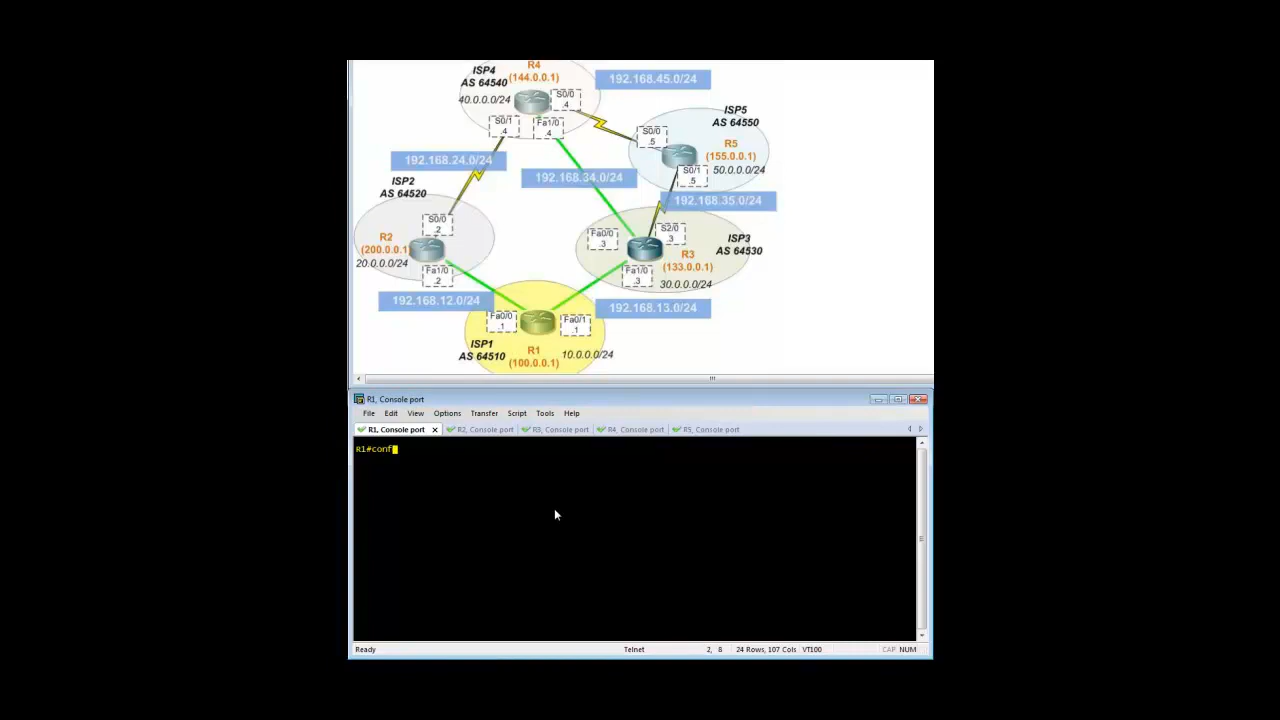 R4
ISP4
AS 64540
(144.0.0.1)
192.168.45.0/24
40.0.0.0/24
S0/0
.4
S0/1
.4
Fa1/0
.4
ISP5
AS 64550
S0/0
.5
R5
(155.0.0.1)
192.168.24.0/24
192.168.34.0/24
S0/1
.5
50.0.0.0/24
ISP2
AS 64520
192.168.35.0/24
S0/0
.2
R2
(200.0.0.1)
20.0.0.0/24
Fa0/0
.3
S2/0
.3
ISP3
AS 64530
R3
(133.0.0.1)
Fa1/0
.2
Fa1/0
.3
30.0.0.0/24
192.168.12.0/24
192.168.13.0/24
Fa0/0
.1
Fa0/1
.1
ISP1
AS 64510
R1
(100.0.0.1)
10.0.0.0/24
R1, Console port
File Edit View Options Transfer Script Tools Help
R1, Console port R2, Console port R3, Console port R4, Console port R5, Console port
R1#conf
Ready Telnet 2, 8 24 Rows, 107 Cols VT100 CAP NUM